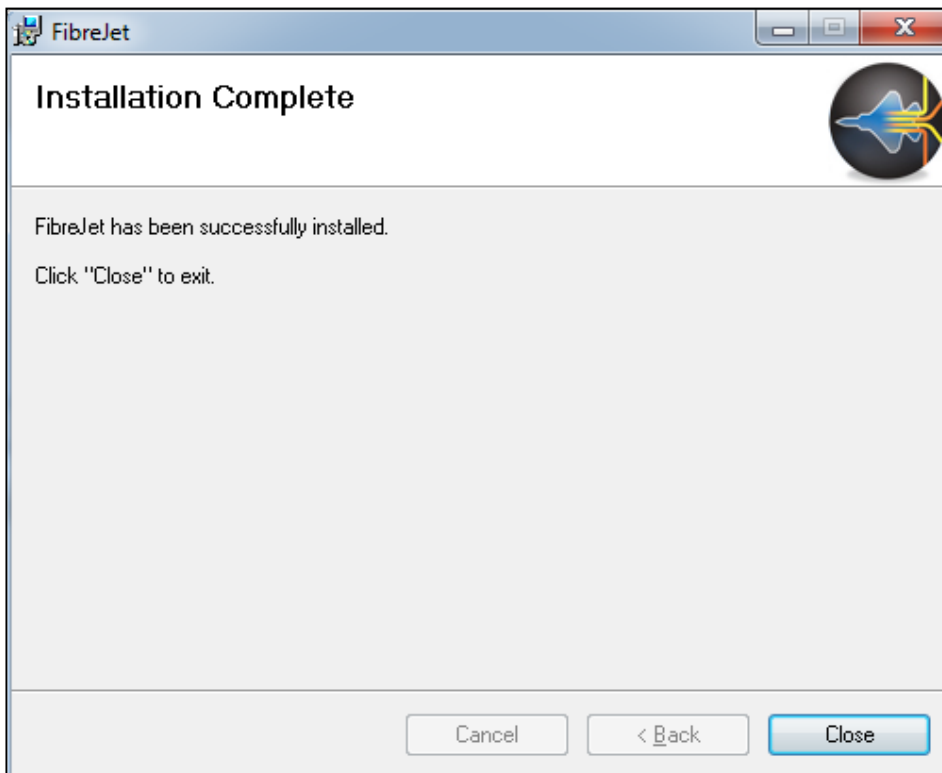 FibreJet
Installation Complete
FibreJet has been successfully installed.
Click "Close" to exit.
Cancel
< Back
Close